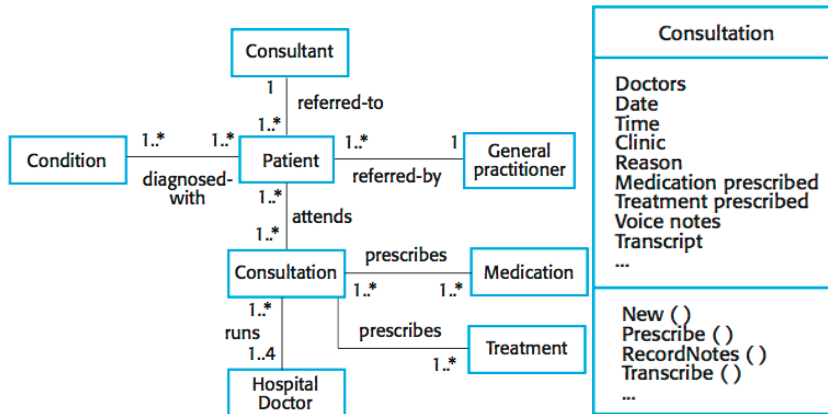 Consultant
1
referred-to
1..*
Condition
1..*
1..*
diagnosed-
with
Patient
1..*
1
referred-by
General
practitioner
1..*
attends
1..*
Consultation
prescribes
1..*
1..*
Medication
prescribes
1..*
Treatment
1..*
runs
1..4
Hospital
Doctor
Consultation
Doctors
Date
Time
Clinic
Reason
Medication prescribed
Treatment prescribed
Voice notes
Transcript
...
New ( )
Prescribe ( )
RecordNotes ( )
Transcribe ( )
...